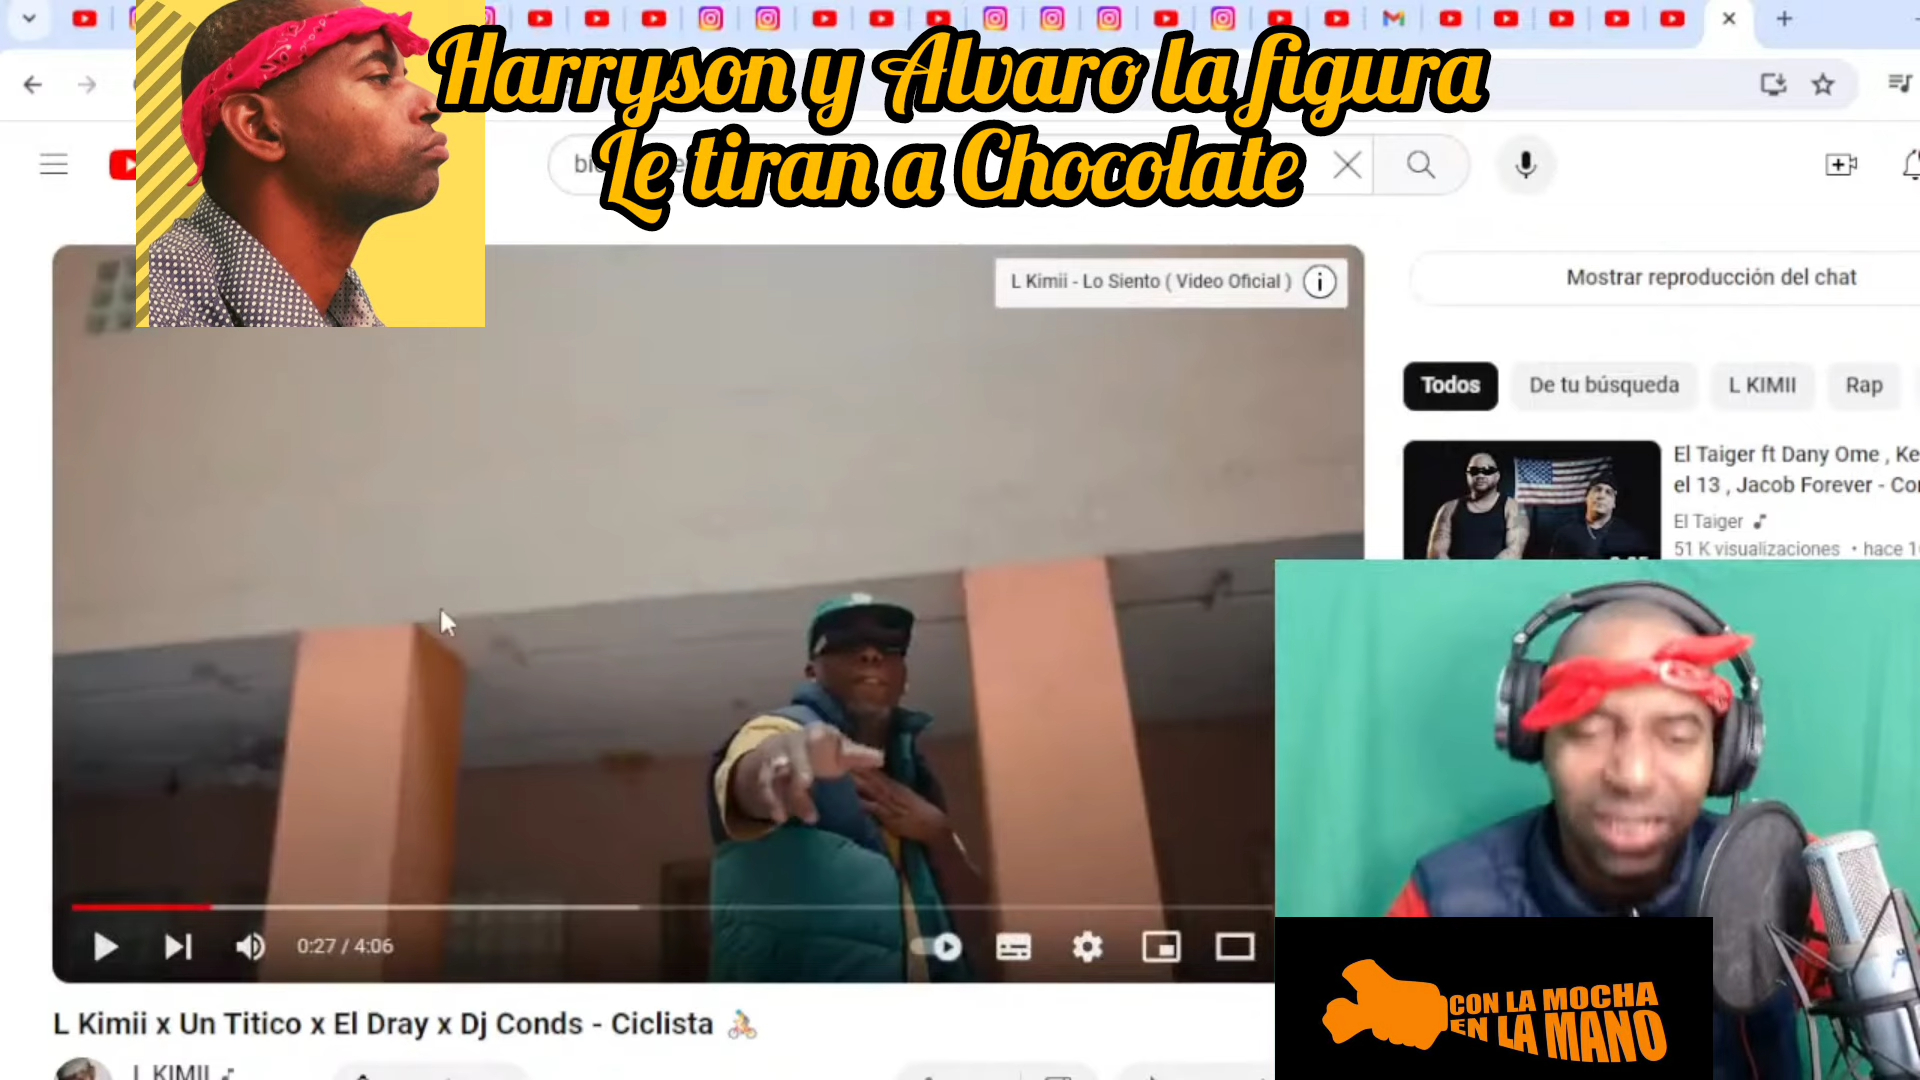 Harryson y Alvaro la figura
Le tiran a Chocolate
L Kimii - Lo Siento ( Video Oficial )
Mostrar reproducción del chat
Todos
De tu búsqueda
L KIMII
Rap
El Taiger ft Dany Ome , Ke
el 13 , Jacob Forever - Co
El Taiger
51 K visualizaciones • hace 1
0:27 / 4:06
L Kimii x Un Titico x El Dray x Dj Conds - Ciclista
L KIMII
CON LA MOCHA
EN LA MANO